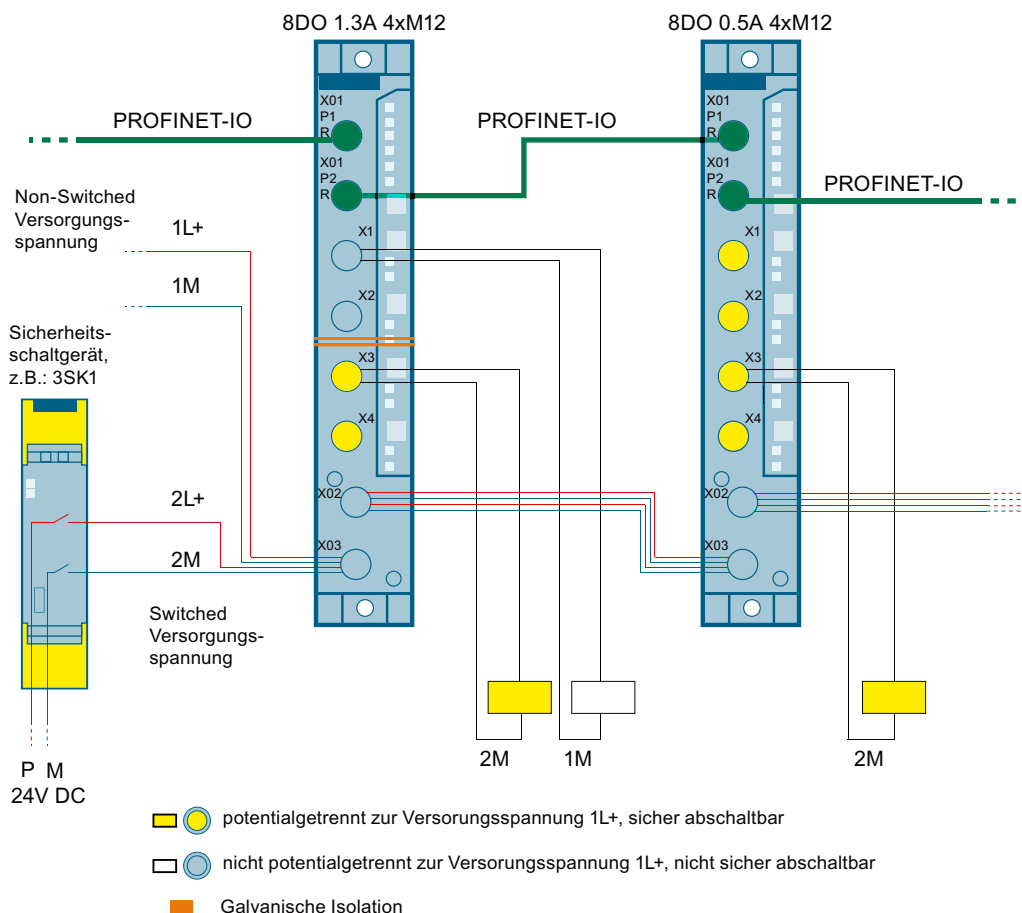 8DO 1.3A 4xM12
8DO 0.5A 4xM12
X01
P1
R
X01
P2
R
X1
X2
X3
X4
X02
X03
X01
P1
R
X01
P2
R
X1
X2
X3
X4
X02
X03
PROFINET-IO
PROFINET-IO
PROFINET-IO
Non-Switched
Versorgungs-
spannung
1L+
1M
Sicherheits-
schaltgerät,
z.B.: 3SK1
2L+
2M
Switched
Versorgungs-
spannung
P M
24V DC
2M
1M
2M
potentialgetrennt zur Versorungsspannung 1L+, sicher abschaltbar
nicht potentialgetrennt zur Versorungsspannung 1L+, nicht sicher abschaltbar
Galvanische Isolation